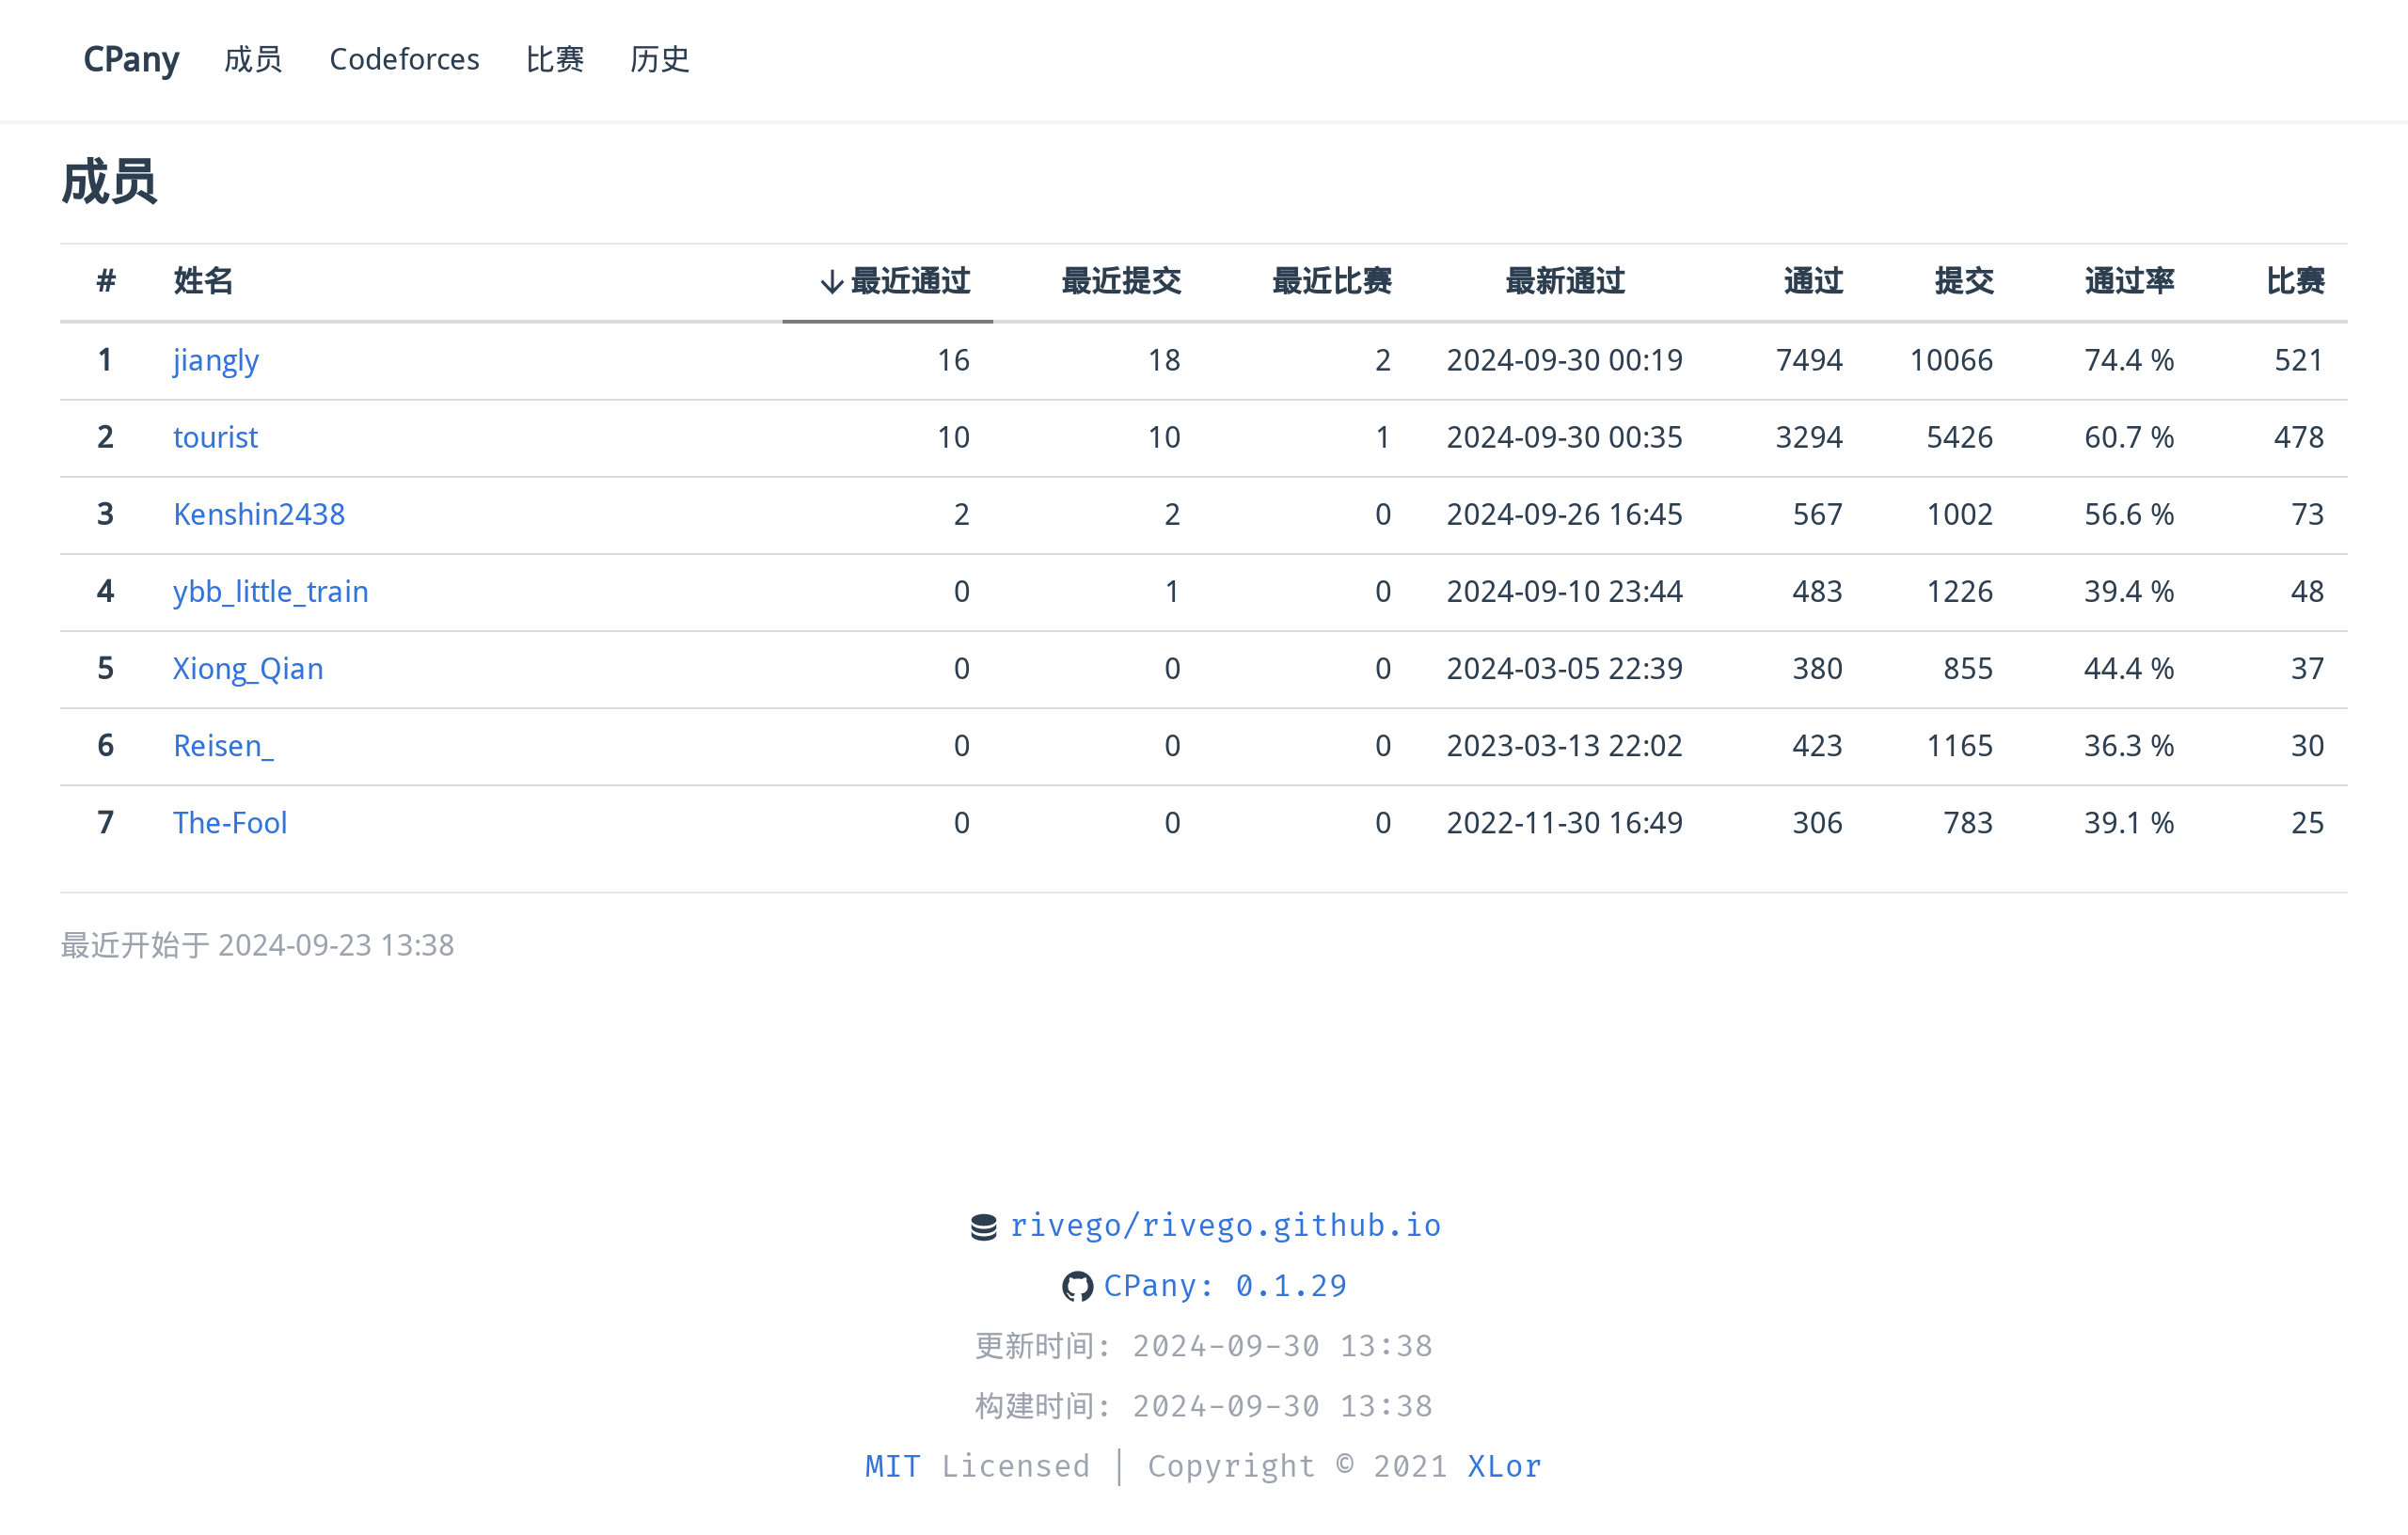 CPany 成员 Codeforces 比赛 历史
成员
# 姓名 ↓ 最近通过 最近提交 最近比赛 最新通过 通过 提交 通过率 比赛
1 jiangly 16 18 2 2024-09-30 00:19 7494 10066 74.4 % 521
2 tourist 10 10 1 2024-09-30 00:35 3294 5426 60.7 % 478
3 Kenshin2438 2 2 0 2024-09-26 16:45 567 1002 56.6 % 73
4 ybb_little_train 0 1 0 2024-09-10 23:44 483 1226 39.4 % 48
5 Xiong_Qian 0 0 0 2024-03-05 22:39 380 855 44.4 % 37
6 Reisen_ 0 0 0 2023-03-13 22:02 423 1165 36.3 % 30
7 The-Fool 0 0 0 2022-11-30 16:49 306 783 39.1 % 25
最近开始于 2024-09-23 13:38
rivego/rivego.github.io
CPany: 0.1.29
更新时间: 2024-09-30 13:38
构建时间: 2024-09-30 13:38
MIT Licensed | Copyright © 2021 XLor